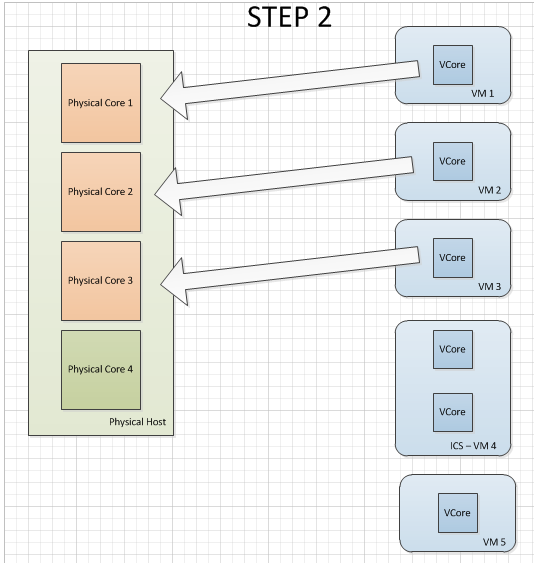 STEP 2
Physical Core 1
Physical Core 2
Physical Core 3
Physical Core 4
Physical Host
VCore
VM 1
VCore
VM 2
VCore
VM 3
VCore
VCore
ICS – VM 4
VCore
VM 5